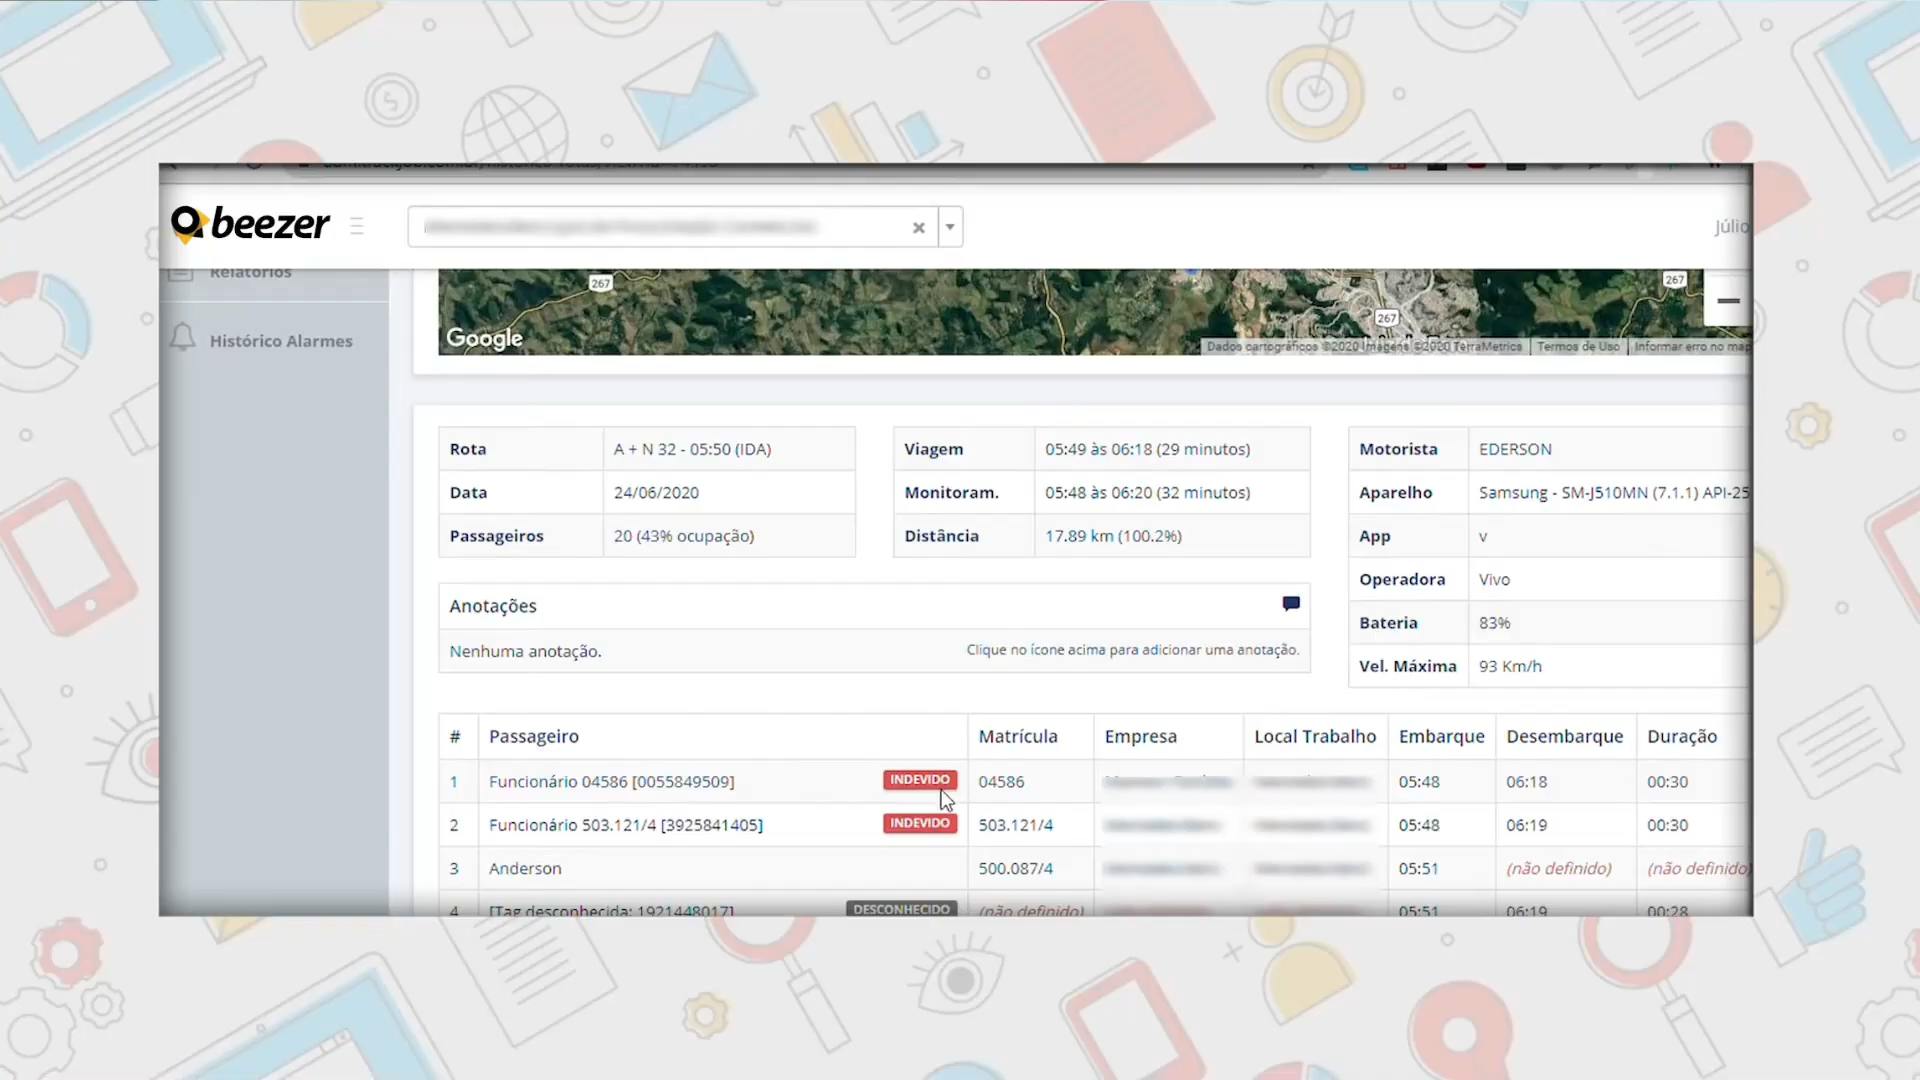 beezer
Júlio
Relatórios
Histórico Alarmes
267
267
267
Google
Dados cartográficos ©2020 Imagens ©2020 TerraMetrics
Termos de Uso
Informar erro no map
Rota A + N 32 - 05:50 (IDA)
Data 24/06/2020
Passageiros 20 (43% ocupação)
Viagem 05:49 às 06:18 (29 minutos)
Monitoram. 05:48 às 06:20 (32 minutos)
Distância 17.89 km (100.2%)
Motorista EDERSON
Aparelho Samsung - SM-J510MN (7.1.1) API-25
App v
Operadora Vivo
Bateria 83%
Vel. Máxima 93 Km/h
Anotações
Nenhuma anotação. Clique no ícone acima para adicionar uma anotação.
# Passageiro Matrícula Empresa Local Trabalho Embarque Desembarque Duração
1 Funcionário 04586 [0055849509] INDEVIDO 04586 05:48 06:18 00:30
2 Funcionário 503.121/4 [3925841405] INDEVIDO 503.121/4 05:48 06:19 00:30
3 Anderson 500.087/4 05:51 (não definido) (não definido)
4 [Tag desconhecida: 1921448017] DESCONHECIDO (não definido) 05:51 06:19 00:28